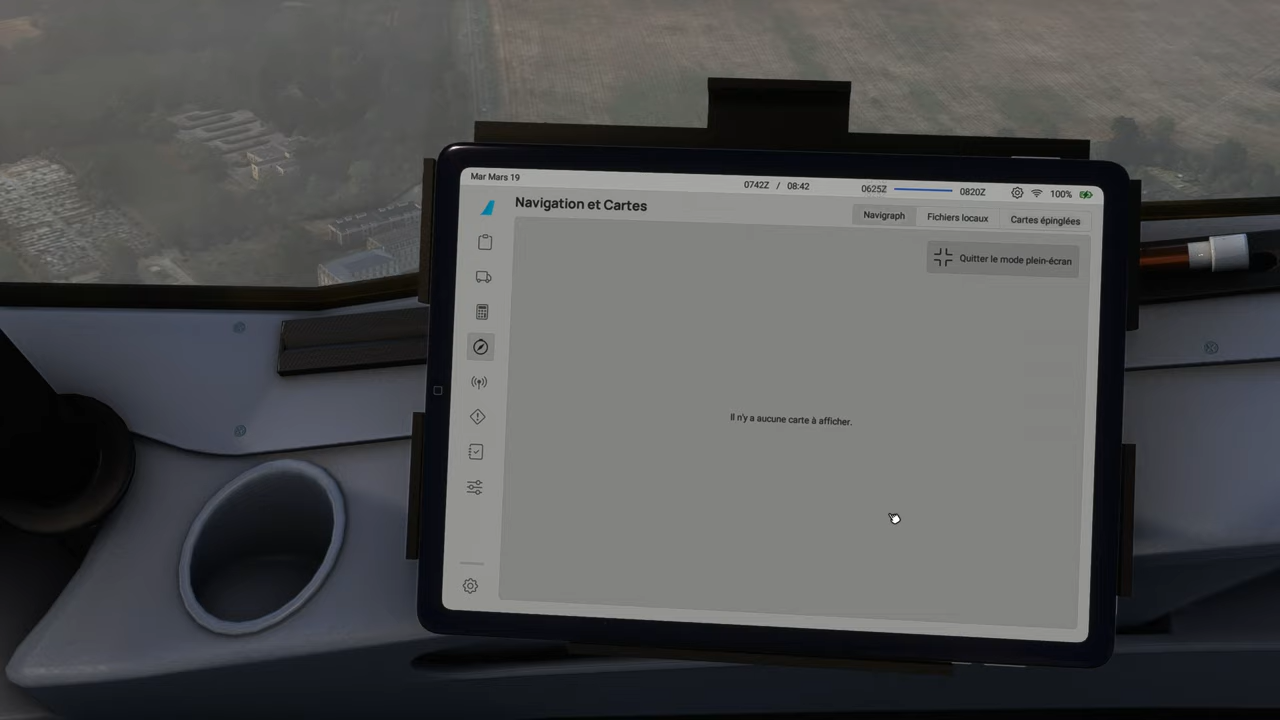 Mar Mars 19
0742Z / 08:42
0625Z
0820Z
100%
Navigation et Cartes
Navigraph
Fichiers locaux
Cartes épinglées
Quitter le mode plein-écran
Il n'y a aucune carte à afficher.